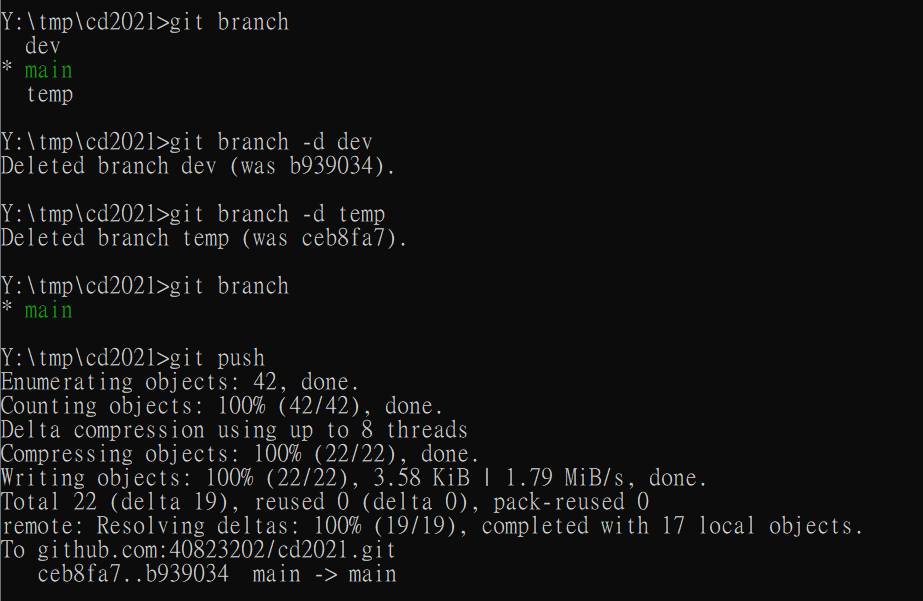 Y:\tmp\cd2021>git branch
  dev
* main
  temp

Y:\tmp\cd2021>git branch -d dev
Deleted branch dev (was b939034).

Y:\tmp\cd2021>git branch -d temp
Deleted branch temp (was ceb8fa7).

Y:\tmp\cd2021>git branch
* main

Y:\tmp\cd2021>git push
Enumerating objects: 42, done.
Counting objects: 100% (42/42), done.
Delta compression using up to 8 threads
Compressing objects: 100% (22/22), done.
Writing objects: 100% (22/22), 3.58 KiB | 1.79 MiB/s, done.
Total 22 (delta 19), reused 0 (delta 0), pack-reused 0
remote: Resolving deltas: 100% (19/19), completed with 17 local objects.
To github.com:40823202/cd2021.git
   ceb8fa7..b939034  main -> main